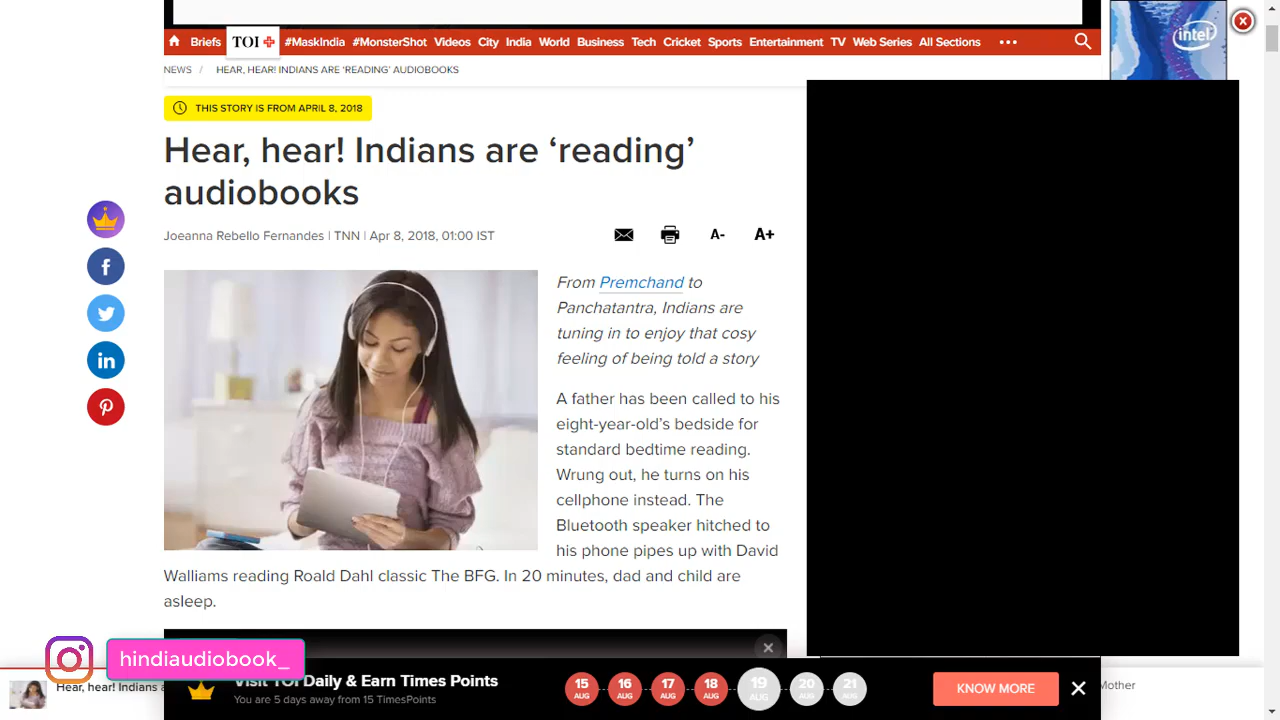 intel
Briefs TOI+ #MaskIndia #MonsterShot Videos City India World Business Tech Cricket Sports Entertainment TV Web Series All Sections
NEWS / HEAR, HEAR! INDIANS ARE ‘READING’ AUDIOBOOKS
THIS STORY IS FROM APRIL 8, 2018
Hear, hear! Indians are ‘reading’
audiobooks
Joeanna Rebello Fernandes | TNN | Apr 8, 2018, 01:00 IST
A- A+
From Premchand to
Panchatantra, Indians are
tuning in to enjoy that cosy
feeling of being told a story
A father has been called to his
eight-year-old’s bedside for
standard bedtime reading.
Wrung out, he turns on his
cellphone instead. The
Bluetooth speaker hitched to
his phone pipes up with David
Walliams reading Roald Dahl classic The BFG. In 20 minutes, dad and child are
asleep.
hindiaudiobook_
Hear, hear! Indians
Visit TOI Daily & Earn Times Points
You are 5 days away from 15 TimesPoints
15 AUG 16 AUG 17 AUG 18 AUG 19 AUG 20 AUG 21 AUG
KNOW MORE
Mother